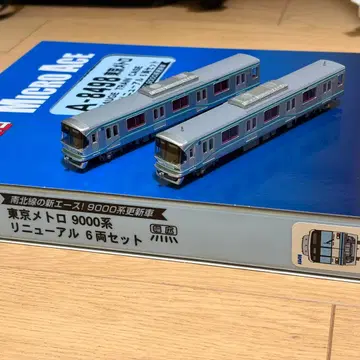 MICRO ACE
A-8498
南北線の新エース!9000系更新車
東京メトロ 9000系
リニューアル 6両セット